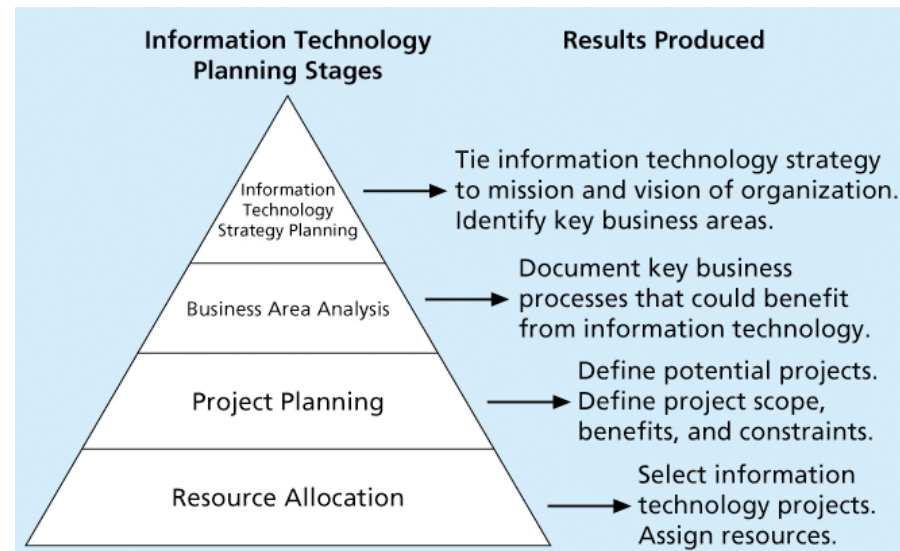 Information Technology
Planning Stages
Results Produced
Information
Technology
Strategy Planning
Tie information technology strategy
to mission and vision of organization.
Identify key business areas.
Business Area Analysis
Document key business
processes that could benefit
from information technology.
Project Planning
Define potential projects.
Define project scope,
benefits, and constraints.
Resource Allocation
Select information
technology projects.
Assign resources.